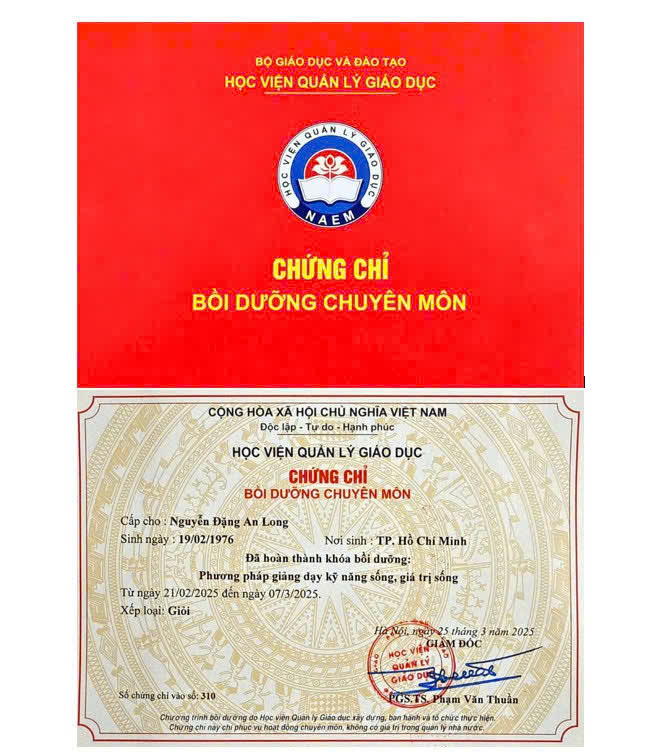 BỘ GIÁO DỤC VÀ ĐÀO TẠO
HỌC VIỆN QUẢN LÝ GIÁO DỤC
HỌC VIỆN QUẢN LÝ GIÁO DỤC
NAEM
CHỨNG CHỈ
BỒI DƯỠNG CHUYÊN MÔN
CỘNG HÒA XÃ HỘI CHỦ NGHĨA VIỆT NAM
Độc lập - Tự do - Hạnh phúc
HỌC VIỆN QUẢN LÝ GIÁO DỤC
CHỨNG CHỈ
BỒI DƯỠNG CHUYÊN MÔN
Cấp cho : Nguyễn Đặng An Long
Sinh ngày : 19/02/1976 Nơi sinh : TP. Hồ Chí Minh
Đã hoàn thành khóa bồi dưỡng:
Phương pháp giảng dạy kỹ năng sống, giá trị sống
Từ ngày 21/02/2025 đến ngày 07/3/2025.
Xếp loại: Giỏi
Hà Nội, ngày 25 tháng 3 năm 2025
GIÁM ĐỐC
HỌC VIỆN
QUẢN LÝ
GIÁO DỤC
Số chứng chỉ vào sổ: 310
PGS.TS. Phạm Văn Thuần
Chương trình bồi dưỡng do Học viện Quản lý Giáo dục xây dựng, ban hành và tổ chức thực hiện.
Chứng chỉ này chỉ phục vụ hoạt động chuyên môn, không có giá trị trong quản lý nhà nước.